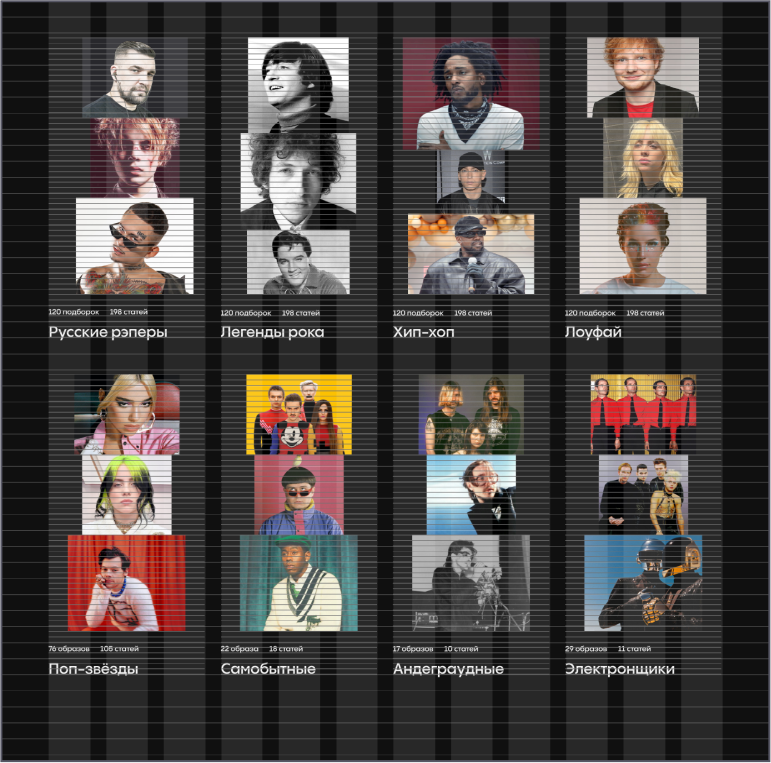 120 подборок 198 статей
Русские рэперы
120 подборок 198 статей
Легенды рока
120 подборок 198 статей
Хип-хоп
120 подборок 198 статей
Лоуфай
76 образов 105 статей
Поп-звёзды
22 образа 18 статей
Самобытные
17 образов 10 статей
Андеграудные
29 образов 11 статей
Электронщики